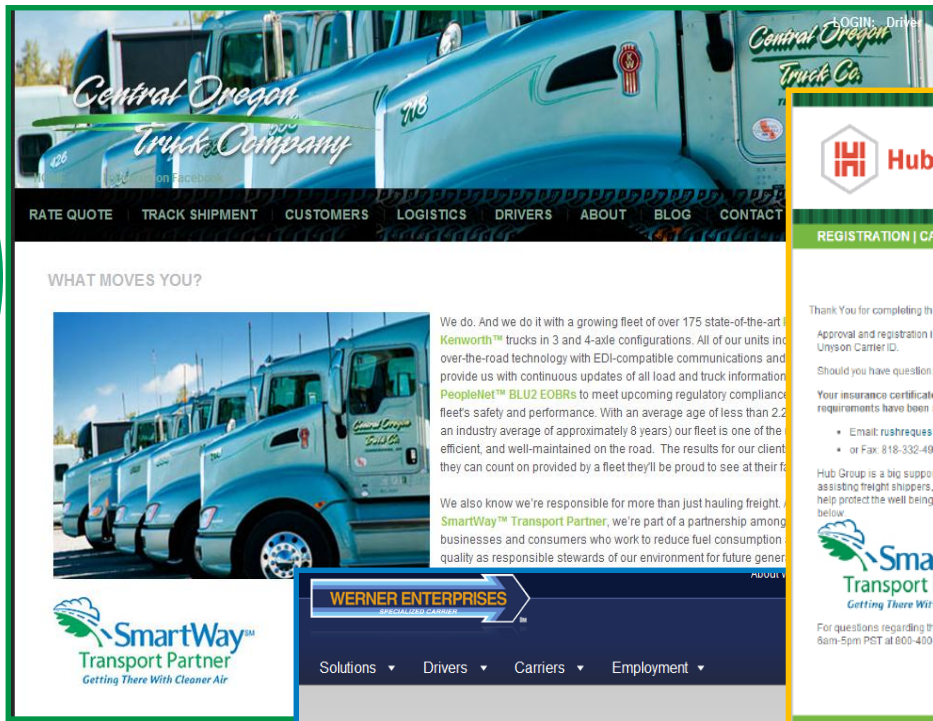 LOGIN: Driver
Central Oregon
Truck Co.
Central Oregon
Truck Company
718
426
on Facebook
RATE QUOTE | TRACK SHIPMENT | CUSTOMERS | LOGISTICS | DRIVERS | ABOUT | BLOG | CONTACT
WHAT MOVES YOU?
We do. And we do it with a growing fleet of over 175 state-of-the-art
Kenworth™ trucks in 3 and 4-axle configurations. All of our units inc
over-the-road technology with EDI-compatible communications and
provide us with continuous updates of all load and truck information
PeopleNet™ BLU2 EOBRs to meet upcoming regulatory compliance
fleet's safety and performance. With an average age of less than 2.2
an industry average of approximately 8 years) our fleet is one of the
efficient, and well-maintained on the road. The results for our client
they can count on provided by a fleet they'll be proud to see at their fa
We also know we're responsible for more than just hauling freight.
SmartWay™ Transport Partner, we're part of a partnership among
businesses and consumers who work to reduce fuel consumption
quality as responsible stewards of our environment for future gener
Central Oregon
Truck Co.
SmartWay℠
Transport Partner
Getting There With Cleaner Air
About
WERNER ENTERPRISES
SPECIALIZED CARRIER
Solutions ▾ Drivers ▾ Carriers ▾ Employment ▾
Hub
REGISTRATION | CA
Thank You for completing th
Approval and registration i
Unyson Carrier ID.
Should you have question
Your insurance certificate
requirements have been
• Email: rushreques
• or Fax: 818-332-49
Hub Group is a big suppo
assisting freight shippers,
help protect the well being
below.
Sma
Transport
Getting There Wit
For questions regarding th
6am-5pm PST at 800-400